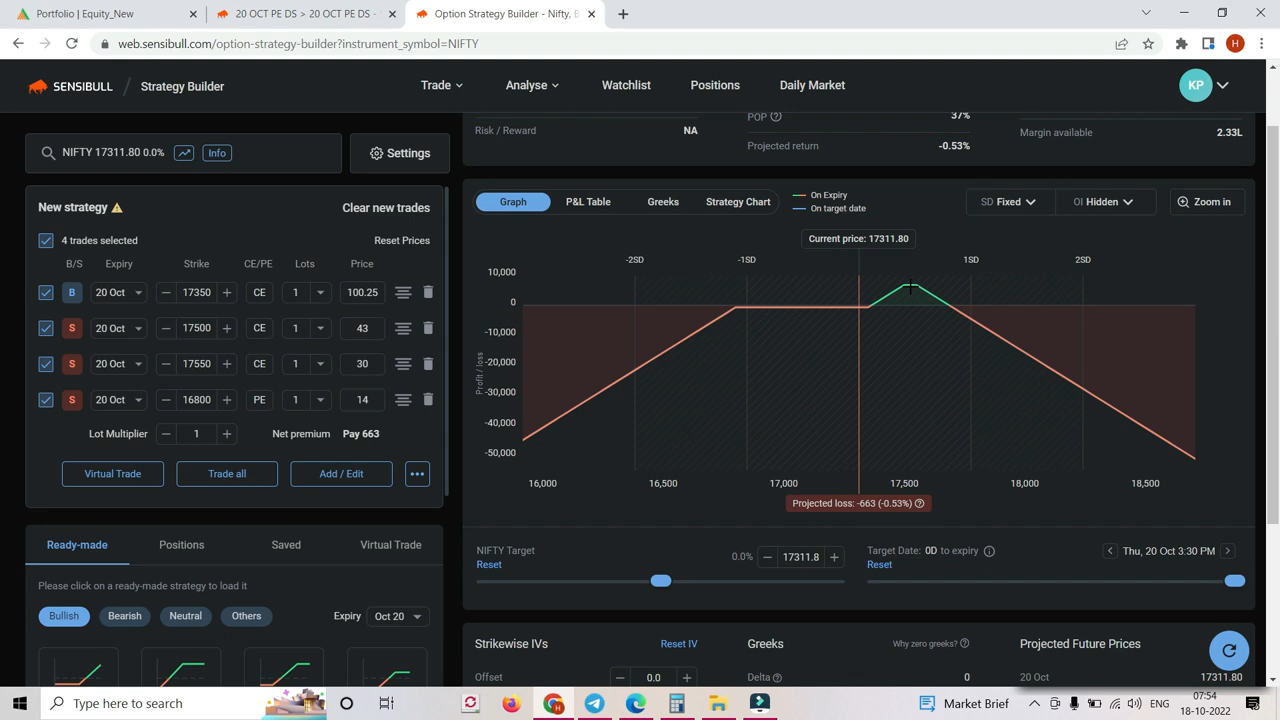 Portfolio | Equity_New
20 OCT PE DS > 20 OCT PE DS -
Option Strategy Builder - Nifty, B
web.sensibull.com/option-strategy-builder?instrument_symbol=NIFTY
H
SENSIBULL / Strategy Builder
Trade
Analyse
Watchlist
Positions
Daily Market
KP
NIFTY 17311.80 0.0%
Info
Settings
New strategy
Clear new trades
4 trades selected
Reset Prices
B/S Expiry Strike CE/PE Lots Price
B 20 Oct 17350 CE 1 100.25
S 20 Oct 17500 CE 1 43
S 20 Oct 17550 CE 1 30
S 20 Oct 16800 PE 1 14
Lot Multiplier 1 Net premium Pay 663
Virtual Trade
Trade all
Add / Edit
Ready-made
Positions
Saved
Virtual Trade
Please click on a ready-made strategy to load it
Bullish
Bearish
Neutral
Others
Expiry Oct 20
POP 37%
Risk / Reward NA
Margin available 2.33L
Projected return -0.53%
Graph
P&L Table
Greeks
Strategy Chart
On Expiry
On target date
SD Fixed
OI Hidden
Zoom in
Current price: 17311.80
-2SD -1SD 1SD 2SD
10,000
0
-10,000
-20,000
-30,000
-40,000
-50,000
Profit / loss
16,000 16,500 17,000 17,500 18,000 18,500
Projected loss: -663 (-0.53%)
NIFTY Target
Reset
0.0% 17311.8
Target Date: 0D to expiry
Reset
Thu, 20 Oct 3:30 PM
Strikewise IVs
Reset IV
Greeks
Why zero greeks?
Projected Future Prices
Offset 0.0
Delta 0
20 Oct 17311.80
Type here to search
Market Brief
ENG
07:54
18-10-2022